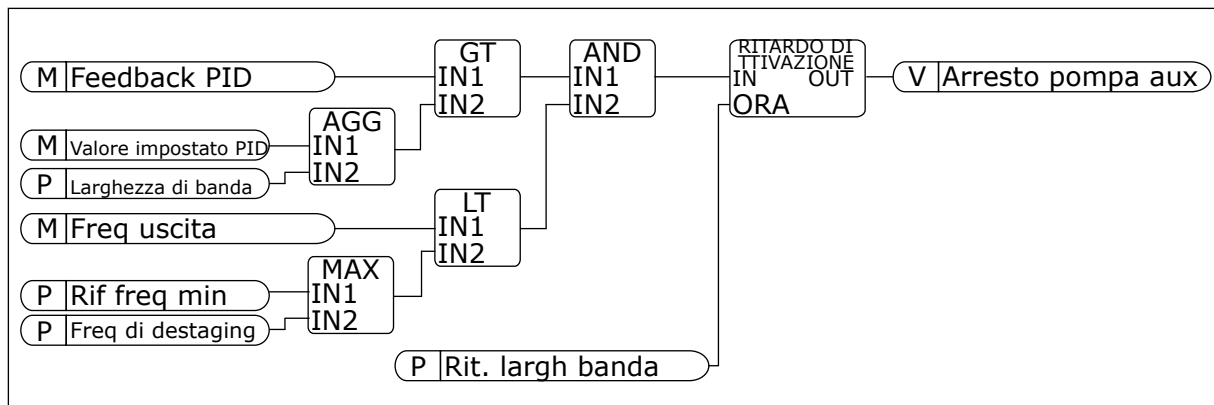 M Feedback PID
GT
IN1
IN2
AND
IN1
IN2
RITARDO DI
TTIVAZIONE
IN OUT
ORA
V Arresto pompa aux
M Valore impostato PID
P Larghezza di banda
AGG
IN1
IN2
M Freq uscita
LT
IN1
IN2
P Rif freq min
P Freq di destaging
MAX
IN1
IN2
P Rit. largh banda